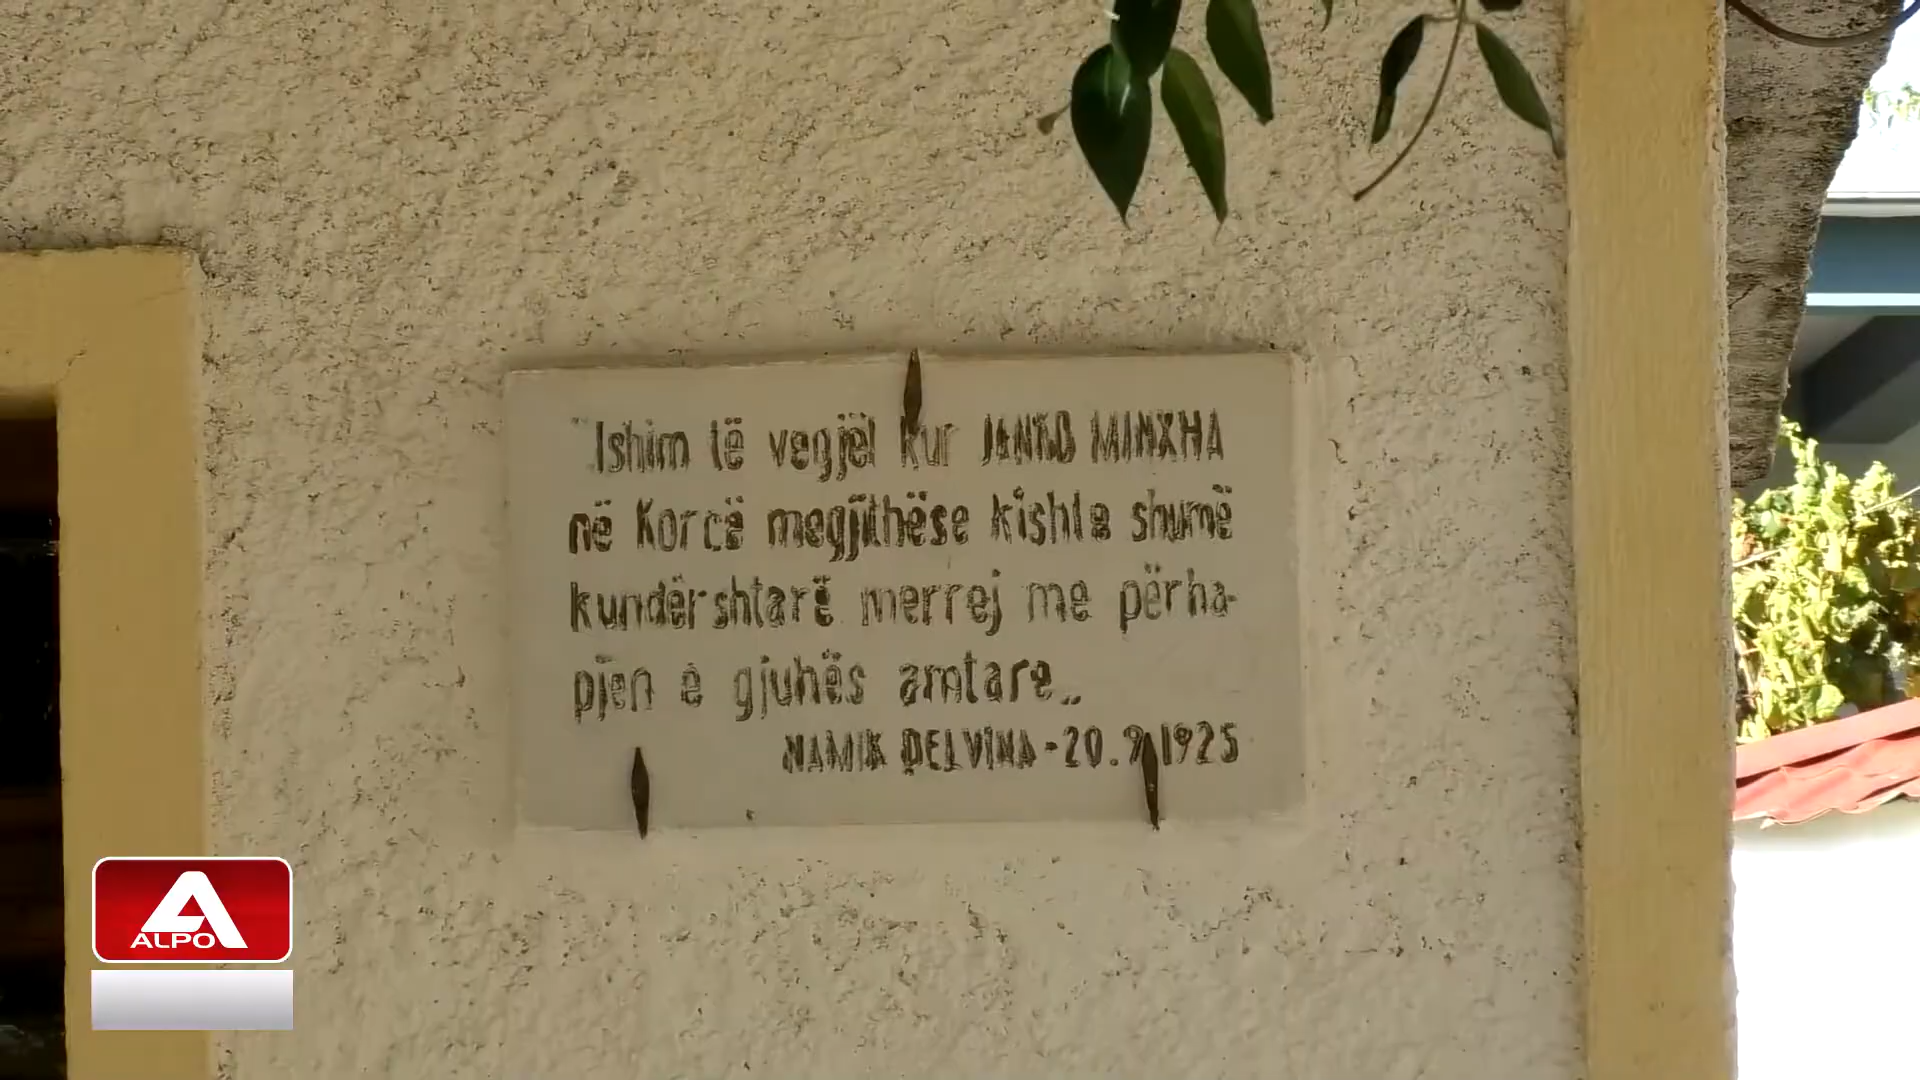 "Ishim të vegjël kur JANKO MINXHA
në Korcë megjithëse kishte shumë
kundërshtarë merrej me përha-
pjen e gjuhës amtare„
NAMIK DELVINA - 20.9.1925
ALPO